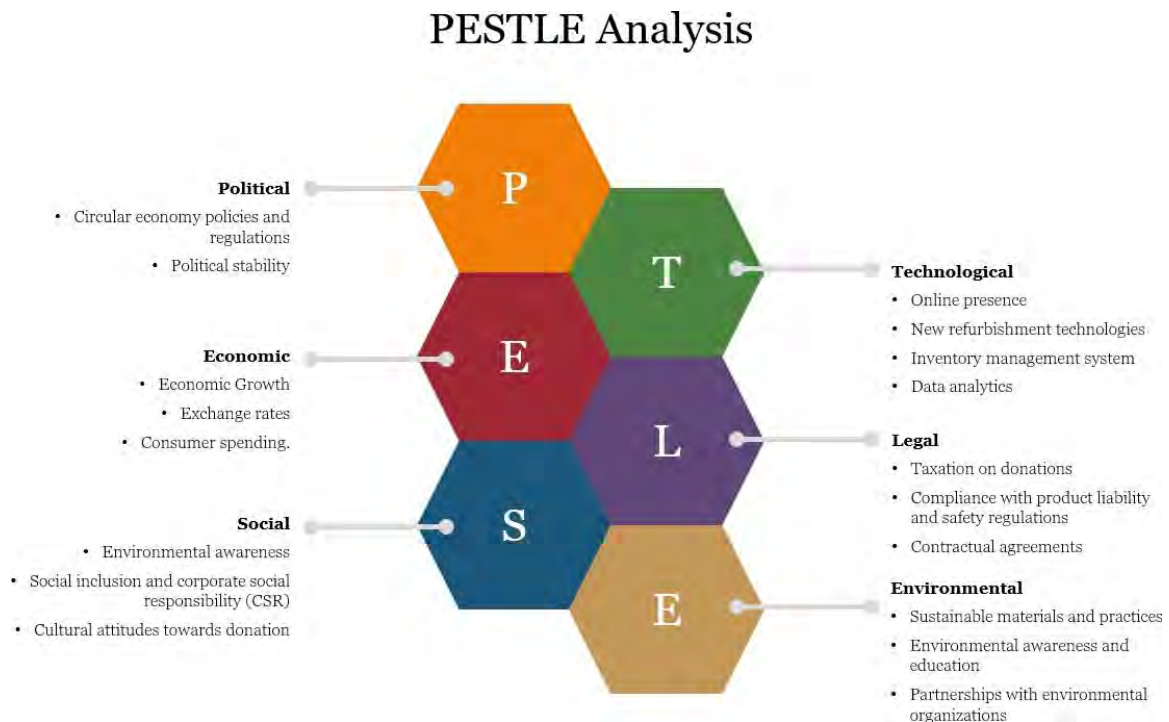 PESTLE Analysis
P
Political
• Circular economy policies and
regulations
• Political stability
E
Economic
• Economic Growth
• Exchange rates
• Consumer spending.
S
Social
• Environmental awareness
• Social inclusion and corporate social
responsibility (CSR)
• Cultural attitudes towards donation
T
Technological
• Online presence
• New refurbishment technologies
• Inventory management system
• Data analytics
L
Legal
• Taxation on donations
• Compliance with product liability
and safety regulations
• Contractual agreements
E
Environmental
• Sustainable materials and practices
• Environmental awareness and
education
• Partnerships with environmental
organizations